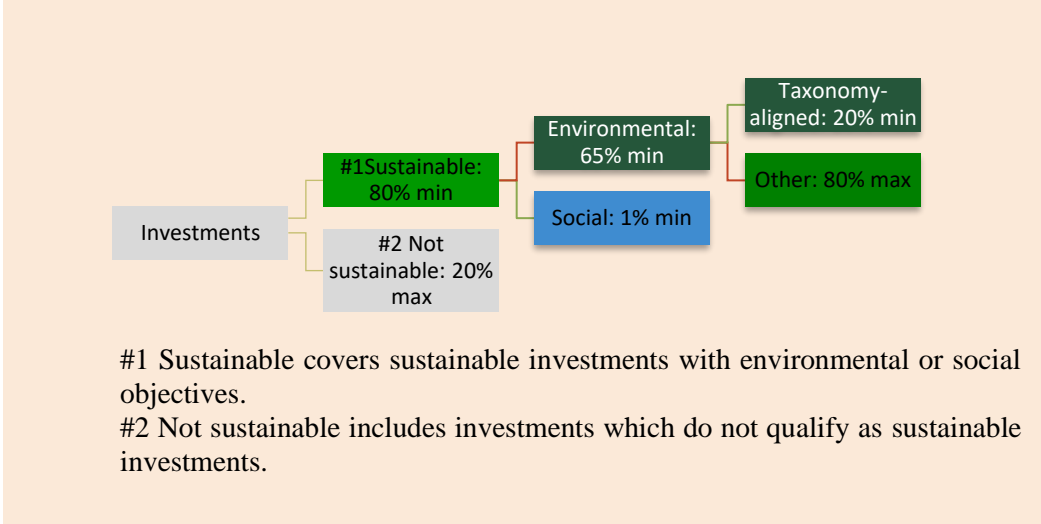 Taxonomy-
aligned: 20% min
Environmental:
65% min
#1Sustainable:
80% min
Other: 80% max
Social: 1% min
Investments
#2 Not
sustainable: 20%
max
#1 Sustainable covers sustainable investments with environmental or social
objectives.
#2 Not sustainable includes investments which do not qualify as sustainable
investments.